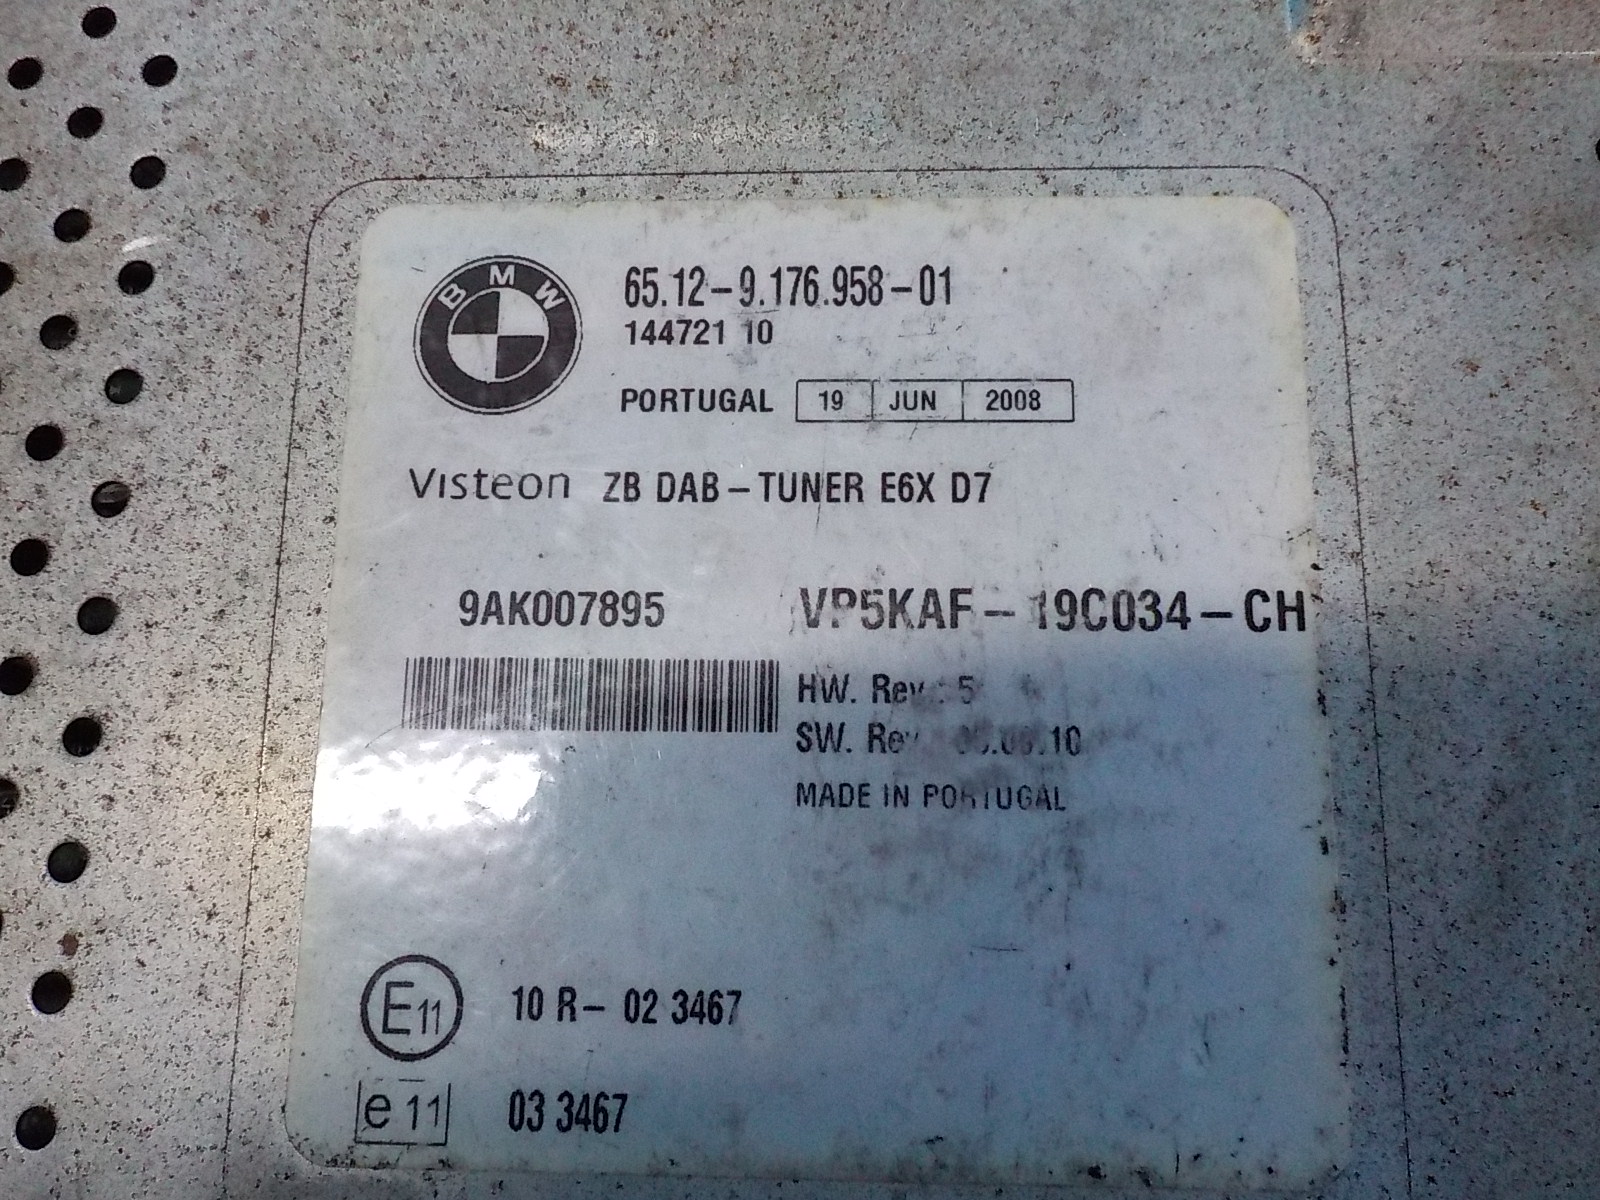 BMW
65.12-9.176.958-01
144721 10
PORTUGAL 19 JUN 2008
Visteon ZB DAB-TUNER E6X D7
9AK007895
VP5KAF-19C034-CH
HW. Rev.: 5
SW. Rev.
MADE IN PORTUGAL
E11 10 R-02 3467
e11 03 3467